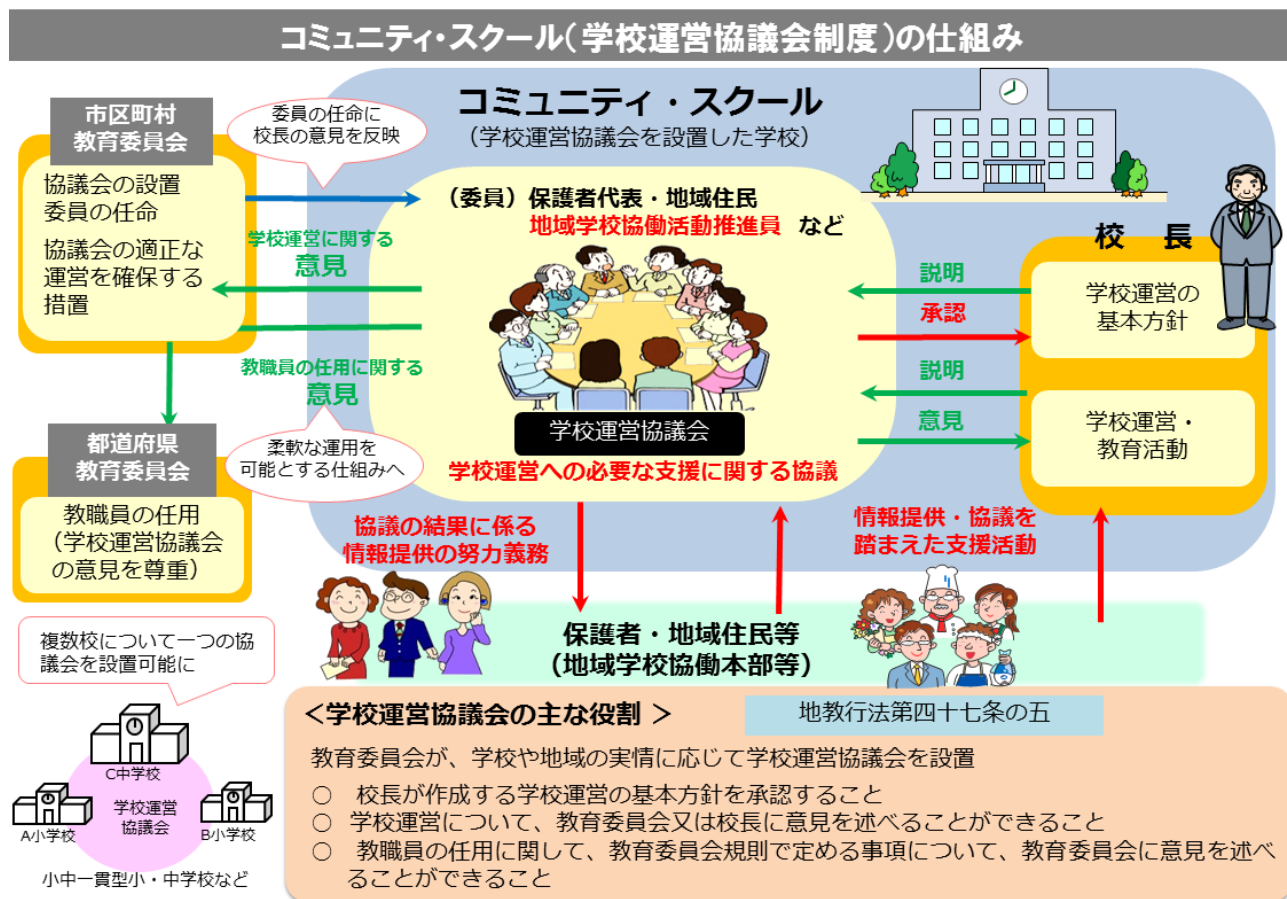 コミュニティ・スクール(学校運営協議会制度)の仕組み
市区町村
教育委員会
協議会の設置
委員の任命
協議会の適正な
運営を確保する
措置
委員の任命に
校長の意見を反映
コミュニティ・スクール
(学校運営協議会を設置した学校)
(委員)保護者代表・地域住民
地域学校協働活動推進員 など
学校運営に関する
意見
教職員の任用に関する
意見
学校運営協議会
学校運営への必要な支援に関する協議
校 長
説明
承認
学校運営の
基本方針
説明
意見
学校運営・
教育活動
都道府県
教育委員会
教職員の任用
(学校運営協議会
の意見を尊重)
柔軟な運用を
可能とする仕組みへ
協議の結果に係る
情報提供の努力義務
情報提供・協議を
踏まえた支援活動
保護者・地域住民等
(地域学校協働本部等)
複数校について一つの協
議会を設置可能に
C中学校
学校運営
協議会
A小学校
B小学校
小中一貫型小・中学校など
<学校運営協議会の主な役割 >
地教行法第四十七条の五
教育委員会が、学校や地域の実情に応じて学校運営協議会を設置
○ 校長が作成する学校運営の基本方針を承認すること
○ 学校運営について、教育委員会又は校長に意見を述べることができること
○ 教職員の任用に関して、教育委員会規則で定める事項について、教育委員会に意見を述べ
ることができること